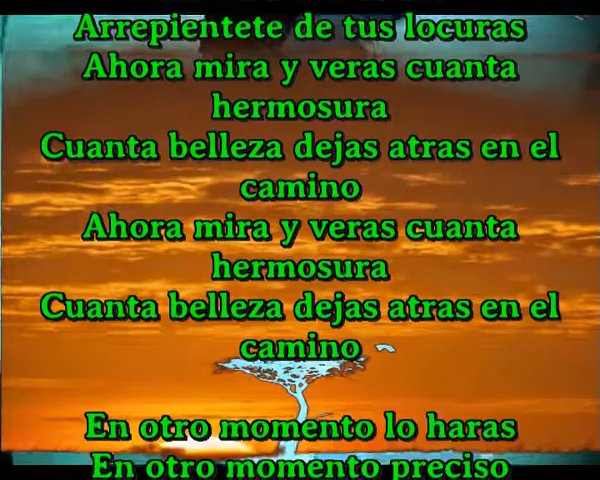 Arrepientete de tus locuras
Ahora mira y veras cuanta
hermosura
Cuanta belleza dejas atras en el
camino
Ahora mira y veras cuanta
hermosura
Cuanta belleza dejas atras en el
camino
En otro momento lo haras
En otro momento preciso